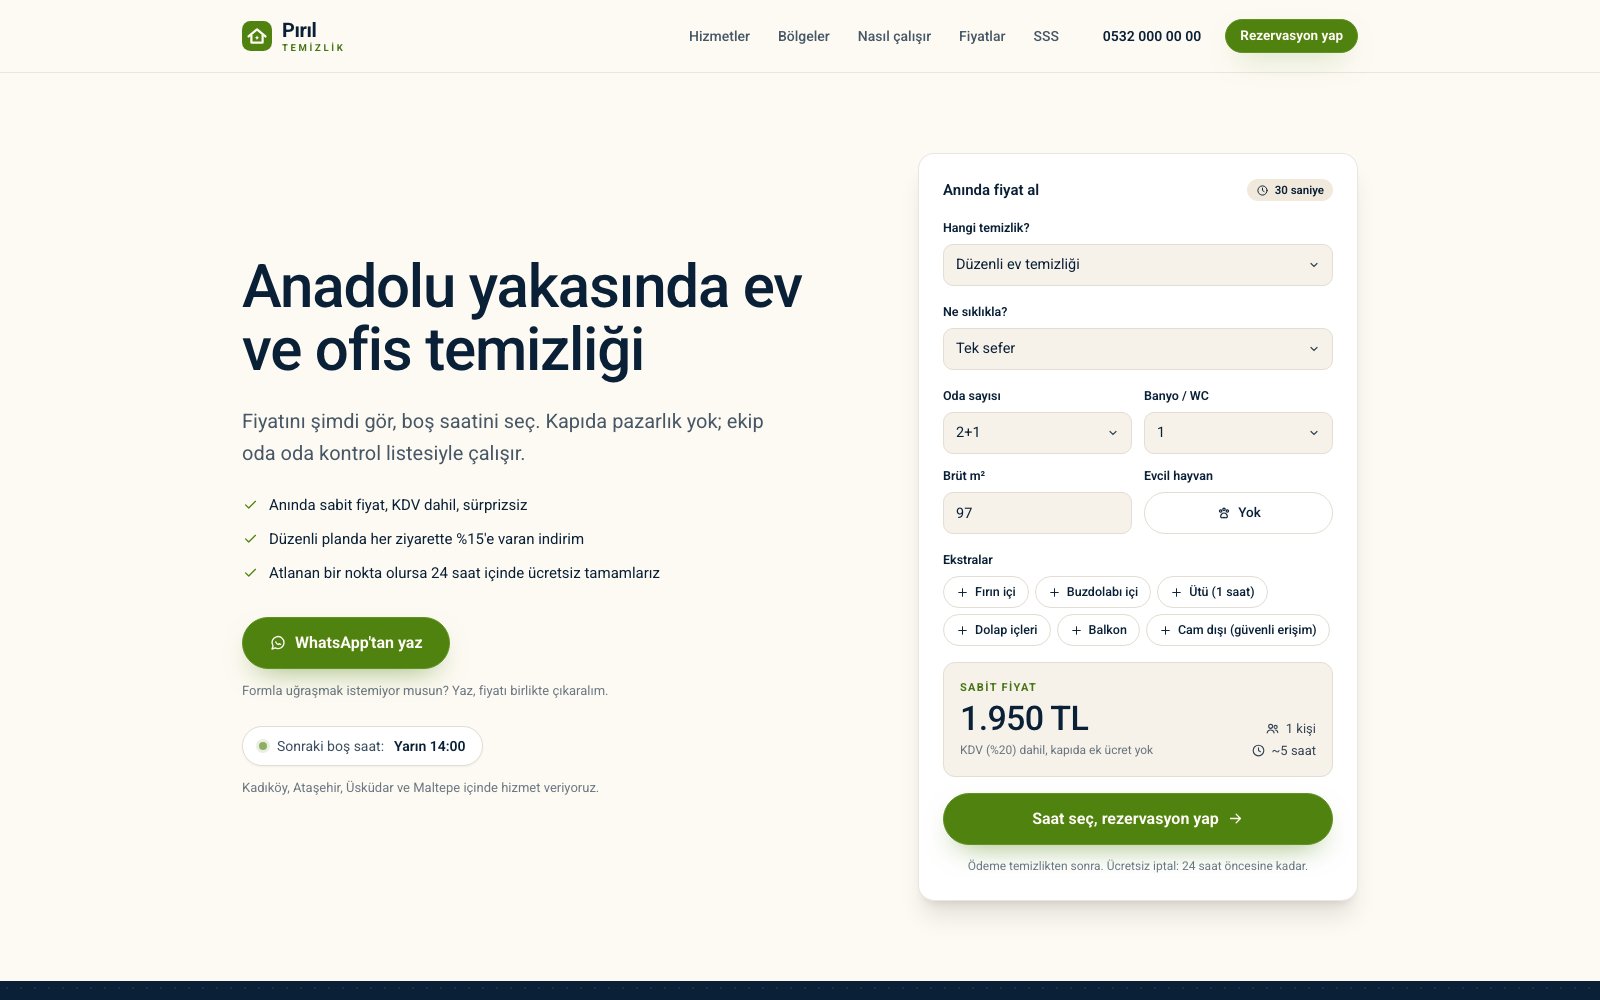 Pırıl
TEMİZLİK
Hizmetler
Bölgeler
Nasıl çalışır
Fiyatlar
SSS
0532 000 00 00
Rezervasyon yap
Anadolu yakasında ev
ve ofis temizliği
Fiyatını şimdi gör, boş saatini seç. Kapıda pazarlık yok; ekip
oda oda kontrol listesiyle çalışır.
Anında sabit fiyat, KDV dahil, sürprizsiz
Düzenli planda her ziyarette %15'e varan indirim
Atlanan bir nokta olursa 24 saat içinde ücretsiz tamamlarız
WhatsApp'tan yaz
Formla uğraşmak istemiyor musun? Yaz, fiyatı birlikte çıkaralım.
Sonraki boş saat: Yarın 14:00
Kadıköy, Ataşehir, Üsküdar ve Maltepe içinde hizmet veriyoruz.
Anında fiyat al
30 saniye
Hangi temizlik?
Düzenli ev temizliği
Ne sıklıkla?
Tek sefer
Oda sayısı
Banyo / WC
2+1
1
Brüt m²
Evcil hayvan
97
Yok
Ekstralar
Fırın içi
Buzdolabı içi
Ütü (1 saat)
Dolap içleri
Balkon
Cam dışı (güvenli erişim)
SABİT FİYAT
1.950 TL
KDV (%20) dahil, kapıda ek ücret yok
1 kişi
~5 saat
Saat seç, rezervasyon yap
Ödeme temizlikten sonra. Ücretsiz iptal: 24 saat öncesine kadar.